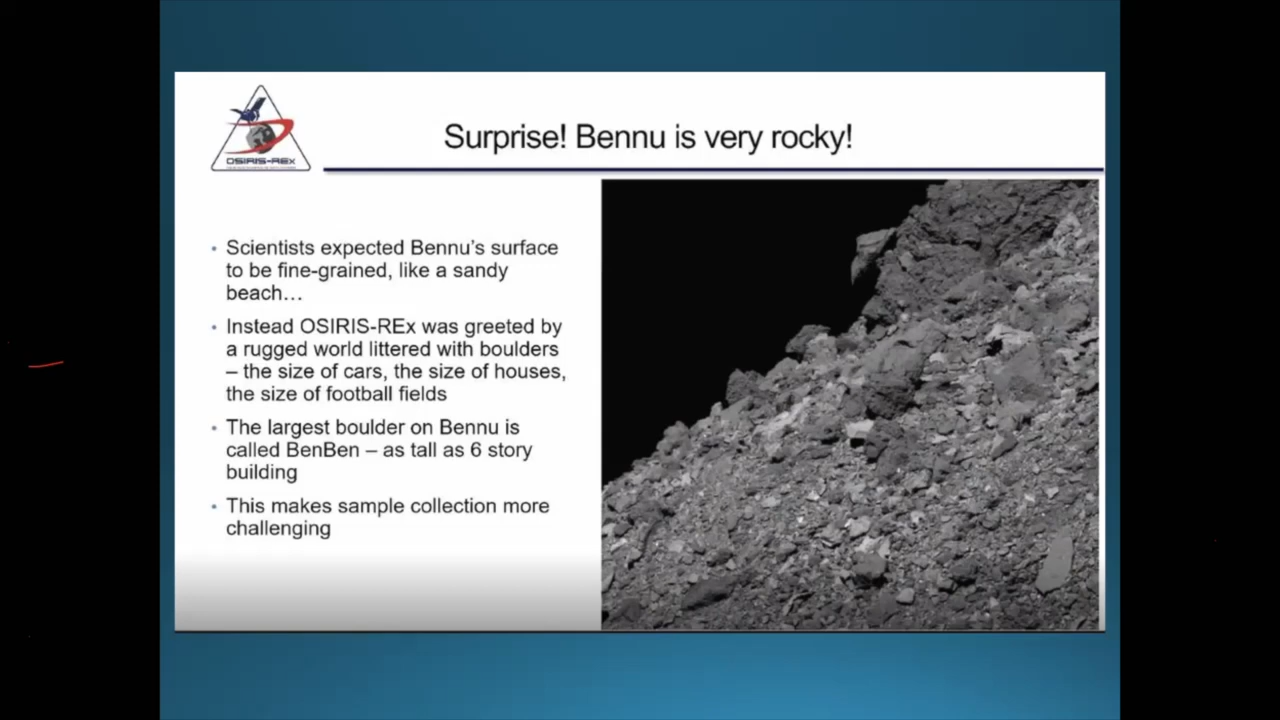 OSIRIS-REx
Surprise! Bennu is very rocky!
• Scientists expected Bennu's surface
to be fine-grained, like a sandy
beach…
• Instead OSIRIS-REx was greeted by
a rugged world littered with boulders
– the size of cars, the size of houses,
the size of football fields
• The largest boulder on Bennu is
called BenBen – as tall as 6 story
building
• This makes sample collection more
challenging